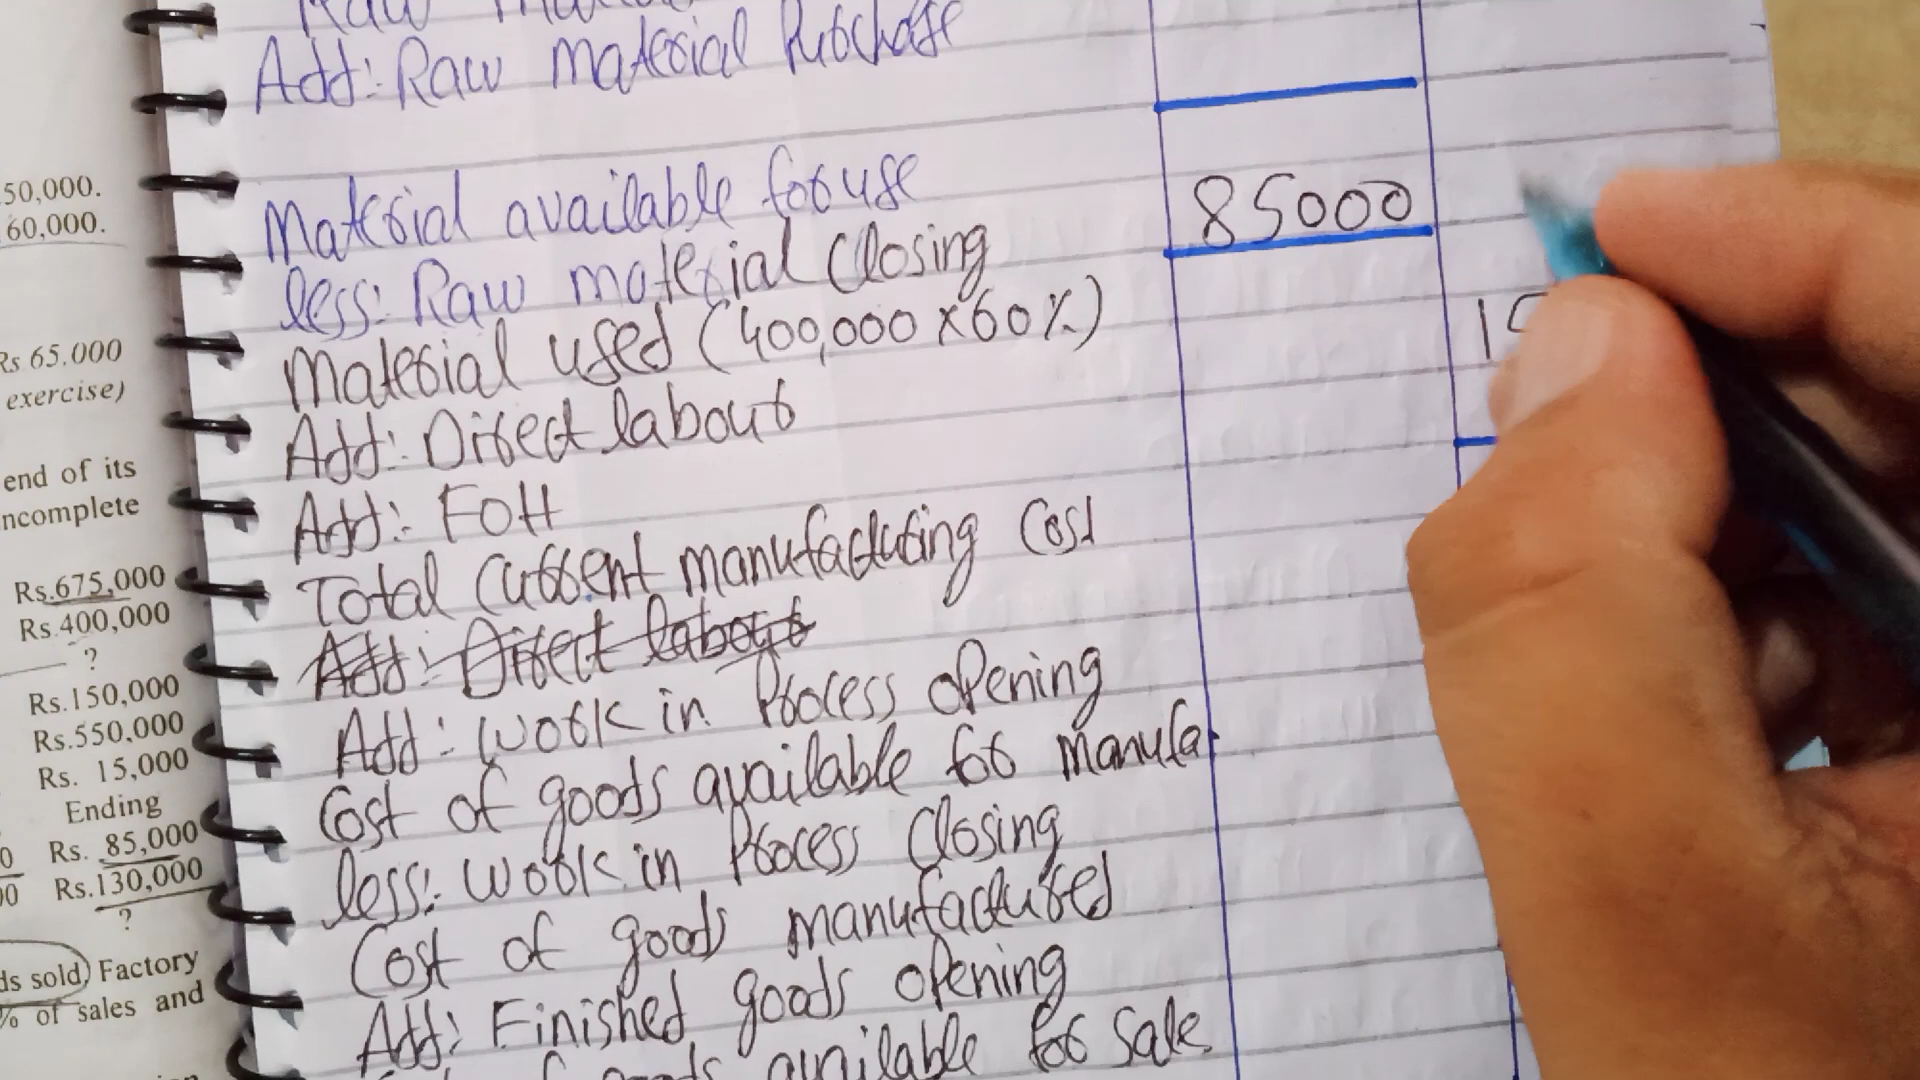 Raw
Add: Raw material Purchase
Material available for use
85000
less: Raw material Closing
Material used (400,000 x 60%)
Add: Direct labour
Add: FOH
Total Current manufacturing Cost
Add: Direct labour
Add: Work in Process opening
Cost of goods available for manufa
less: Work in Process Closing
Cost of goods manufactured
Add: Finished goods opening
goods available for Sale
50,000.
60,000.
Rs 65.000
exercise)
end of its
ncomplete
Rs.675,000
Rs.400,000
?
Rs.150,000
Rs.550,000
Rs. 15,000
Ending
0 Rs. 85,000
00 Rs.130,000
?
ds sold) Factory
% of sales and